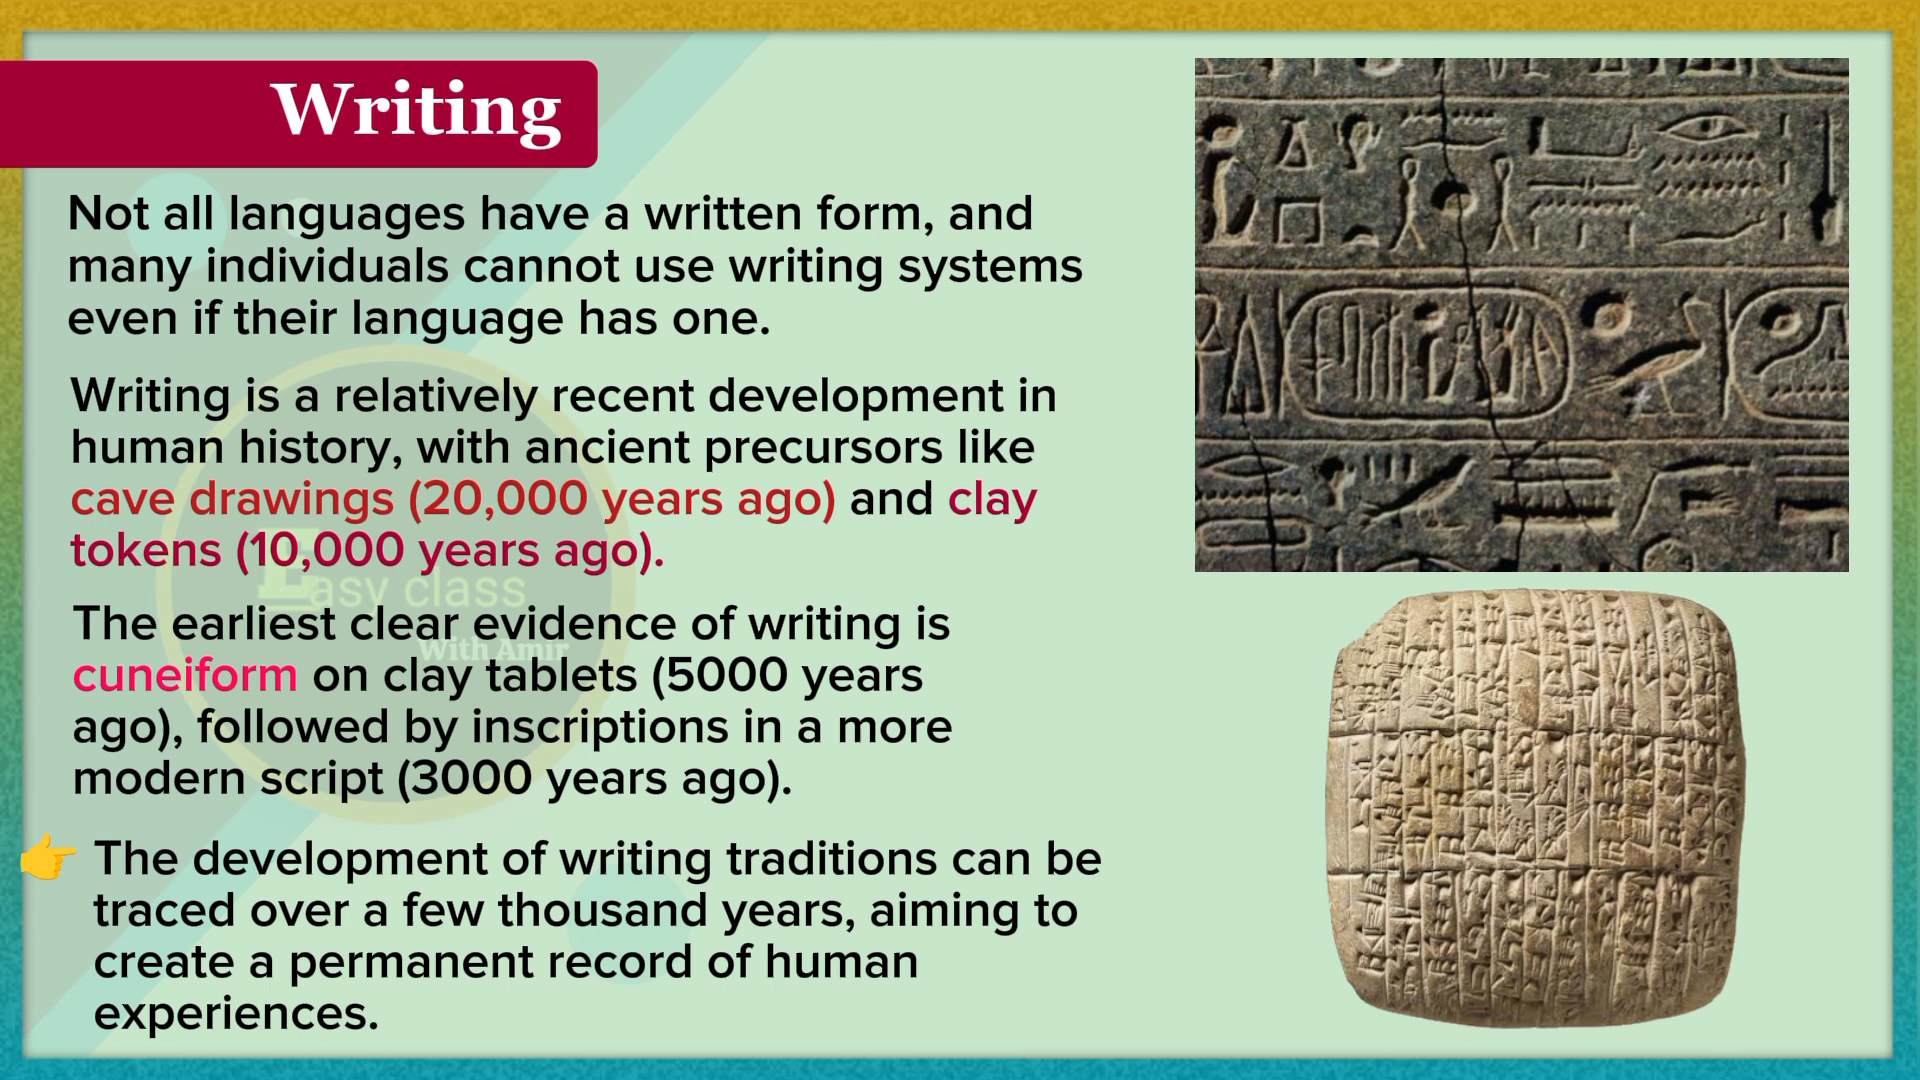 Writing
Not all languages have a written form, and
many individuals cannot use writing systems
even if their language has one.
Writing is a relatively recent development in
human history, with ancient precursors like
cave drawings (20,000 years ago) and clay
tokens (10,000 years ago).
Easy class
With Amir
The earliest clear evidence of writing is
cuneiform on clay tablets (5000 years
ago), followed by inscriptions in a more
modern script (3000 years ago).
The development of writing traditions can be
traced over a few thousand years, aiming to
create a permanent record of human
experiences.